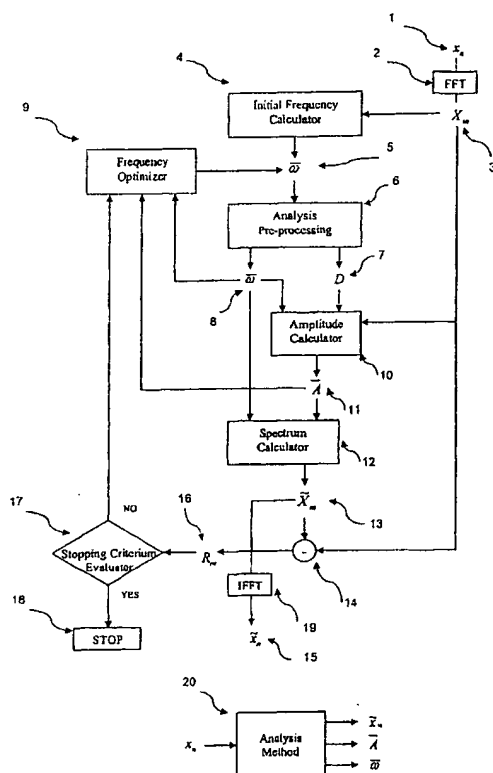 1
x_n
2
FFT
4
Initial Frequency
Calculator
X_m
3
9
Frequency
Optimizer
ω̅
5
6
Analysis
Pre-processing
7
ω̅
D
8
Amplitude
Calculator
10
A̅
11
Spectrum
Calculator
12
X̃_m
13
17
NO
16
Stopping Criterium
Evaluator
R_m
-
14
YES
18
STOP
IFFT
19
x̃_n
15
20
x_n
Analysis
Method
x̃_n
A̅
ω̅